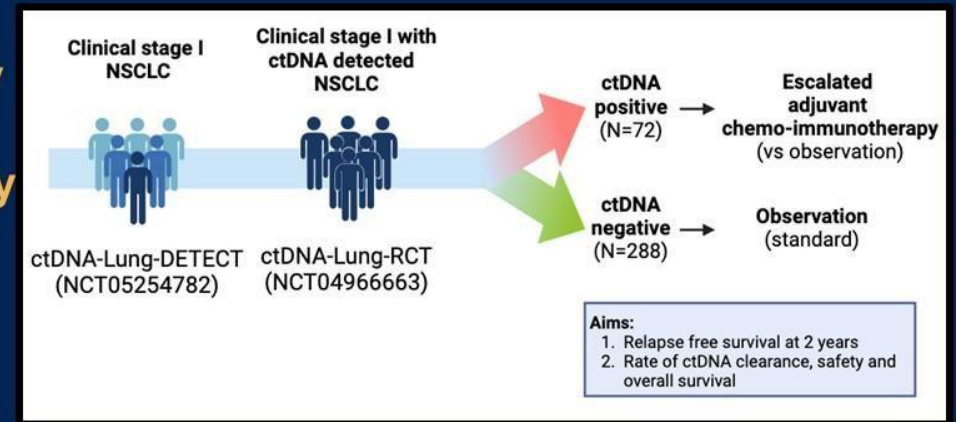 Clinical stage I
NSCLC
ctDNA-Lung-DETECT
(NCT05254782)
Clinical stage I with
ctDNA detected
NSCLC
ctDNA-Lung-RCT
(NCT04966663)
ctDNA
positive
(N=72)
Escalated
adjuvant
chemo-immunotherapy
(vs observation)
ctDNA
negative
(N=288)
Observation
(standard)
Aims:
1. Relapse free survival at 2 years
2. Rate of ctDNA clearance, safety and
overall survival